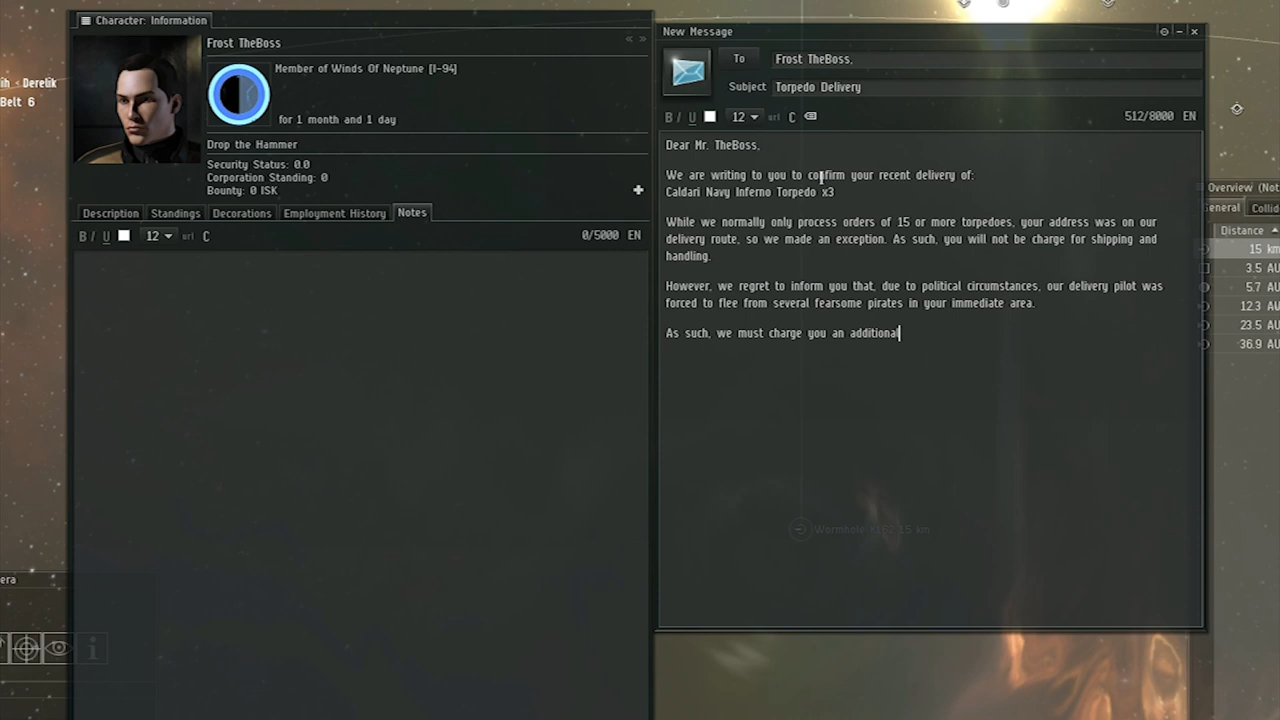 Character: Information
Frost TheBoss
Member of Winds Of Neptune [I-94]
for 1 month and 1 day
Drop the Hammer
Security Status: 0.0
Corporation Standing: 0
Bounty: 0 ISK
Description Standings Decorations Employment History Notes
B I U 12 url C 0/5000 EN
New Message
To Frost TheBoss,
Subject Torpedo Delivery
B I U 12 url C 512/8000 EN
Dear Mr. TheBoss,
We are writing to you to confirm your recent delivery of:
Caldari Navy Inferno Torpedo x3
While we normally only process orders of 15 or more torpedoes, your address was on our
delivery route, so we made an exception. As such, you will not be charge for shipping and
handling.
However, we regret to inform you that, due to political circumstances, our delivery pilot was
forced to flee from several fearsome pirates in your immediate area.
As such, we must charge you an additional
ih < Derelik
Belt 6
Overview (Not
General Collid
Distance
15 km
3.5 AU
5.7 AU
12.3 AU
23.5 AU
36.9 AU
era